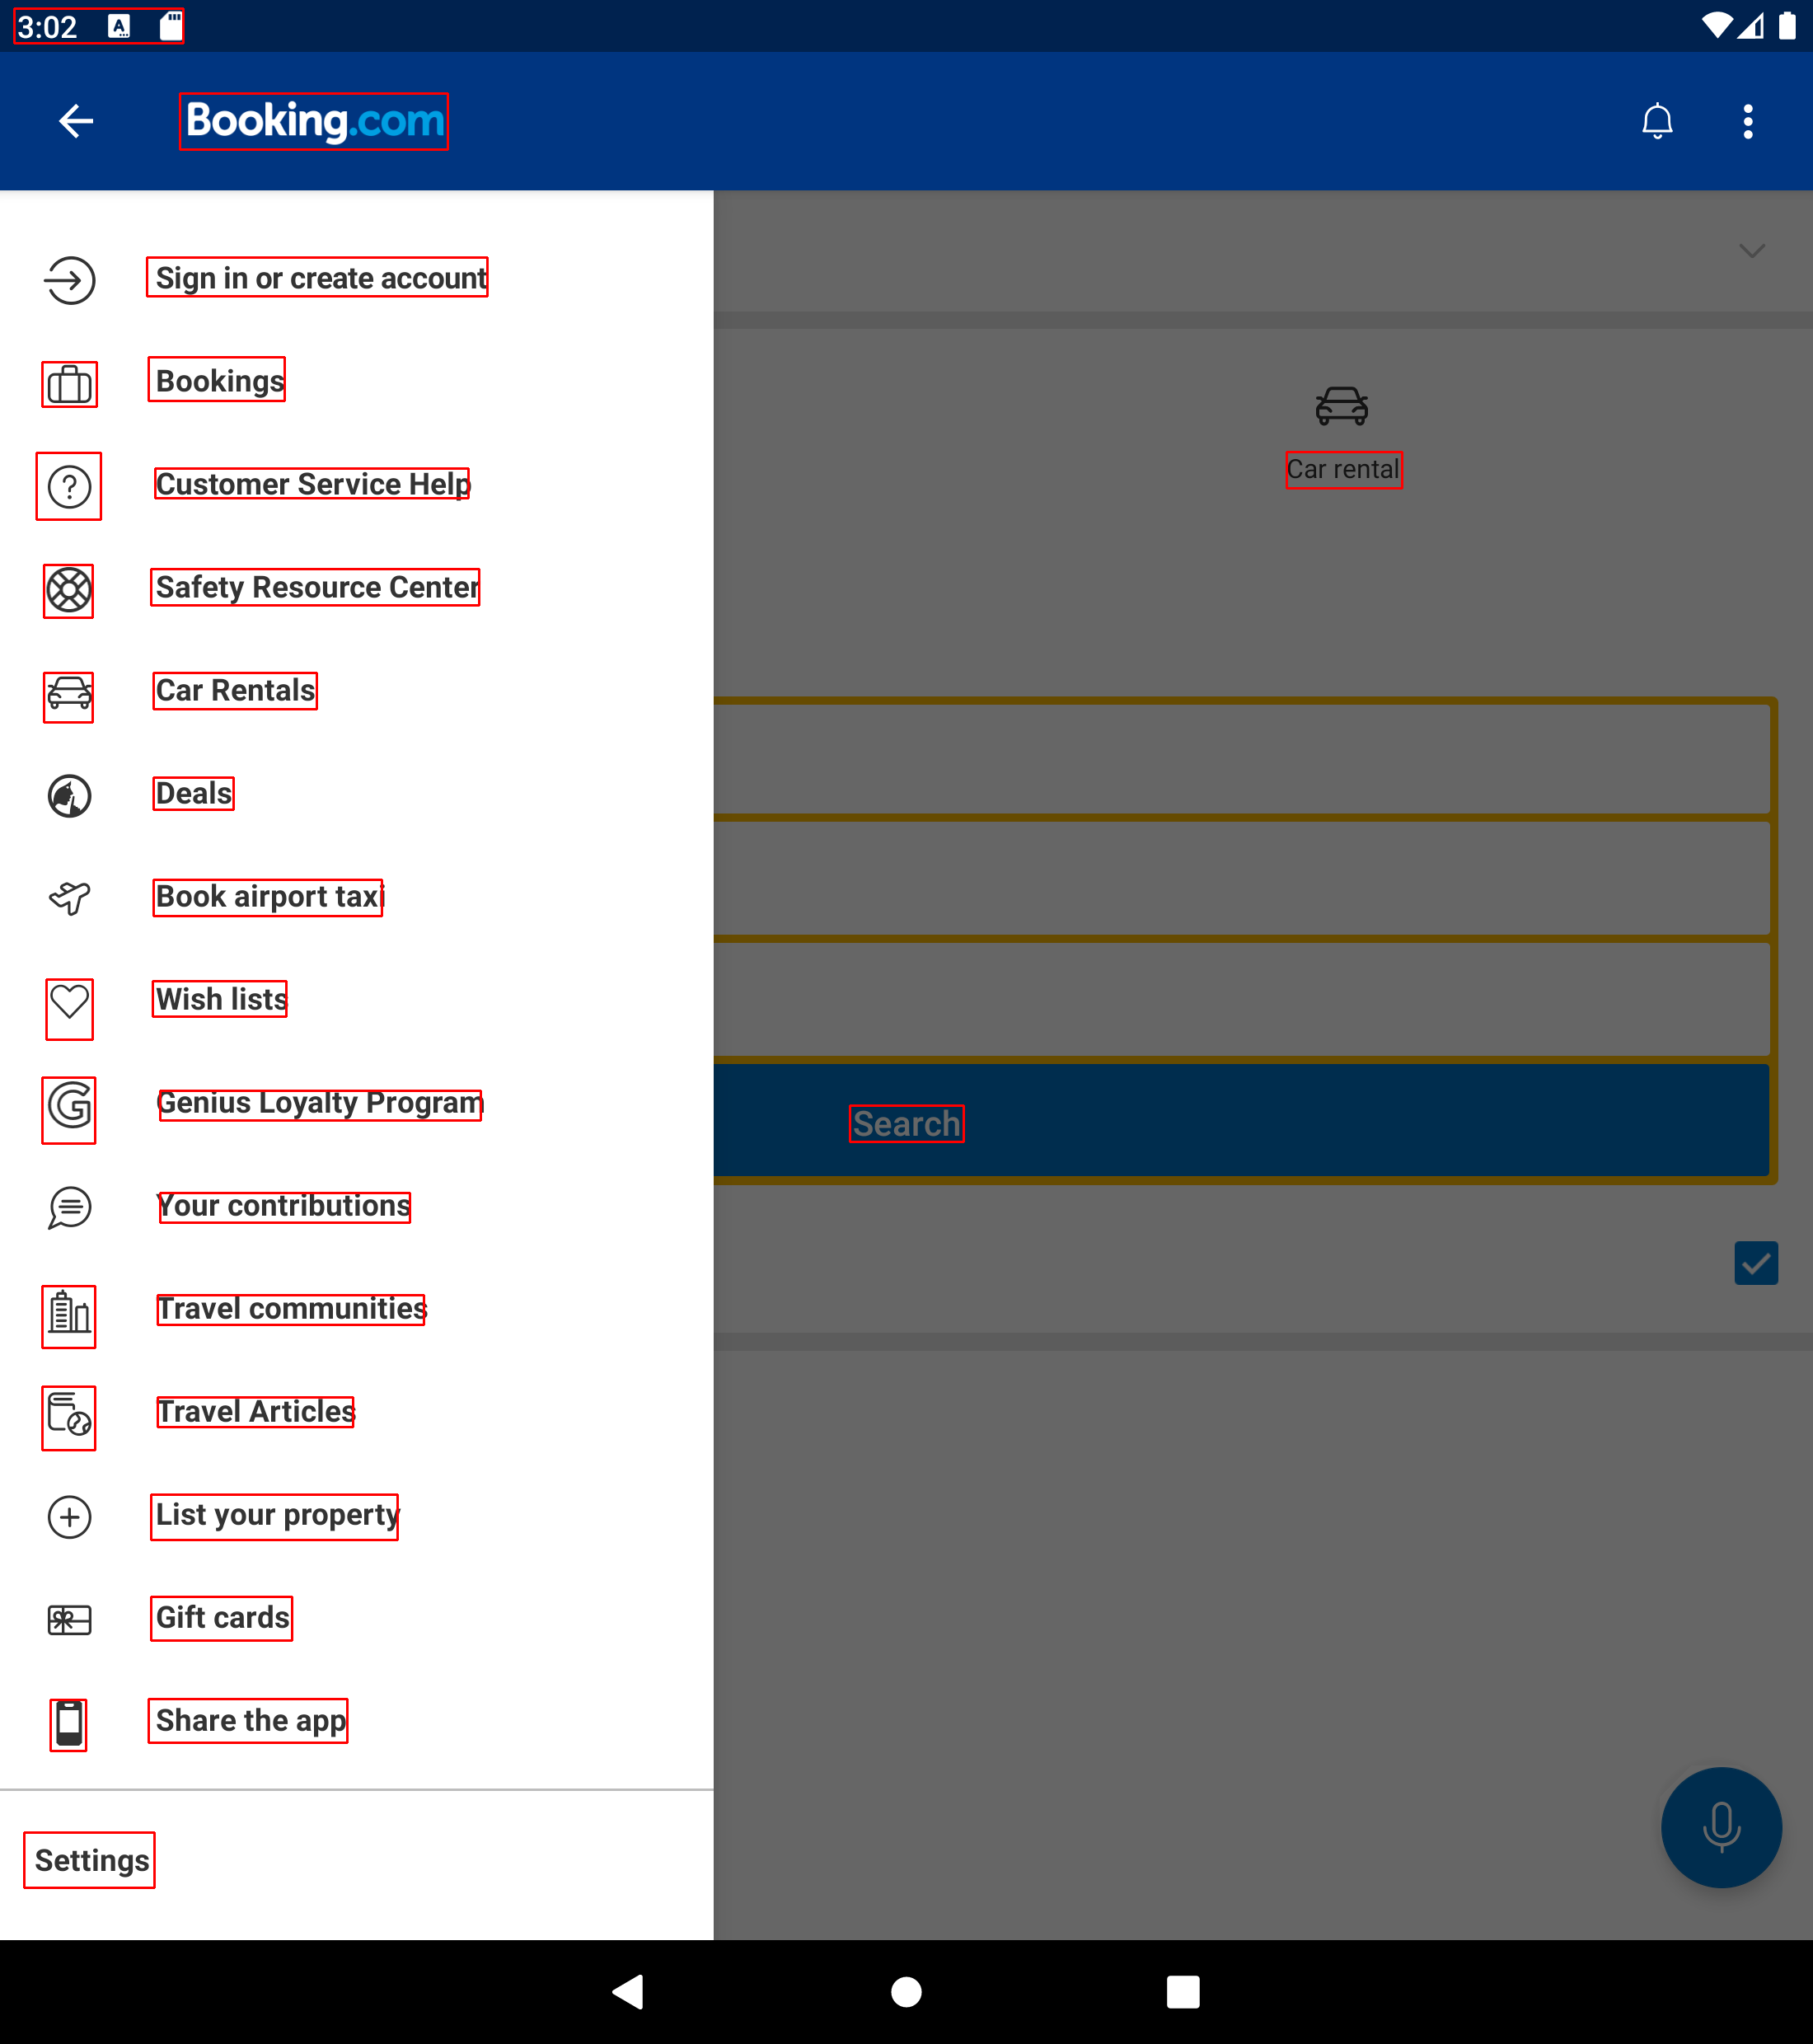 3:02
Booking.com
Sign in or create account
Bookings
Car rental
Customer Service Help
Safety Resource Center
Car Rentals
Deals
Book airport taxi
Wish lists
Genius Loyalty Program
Search
Your contributions
Travel communities
Travel Articles
List your property
Gift cards
Share the app
Settings